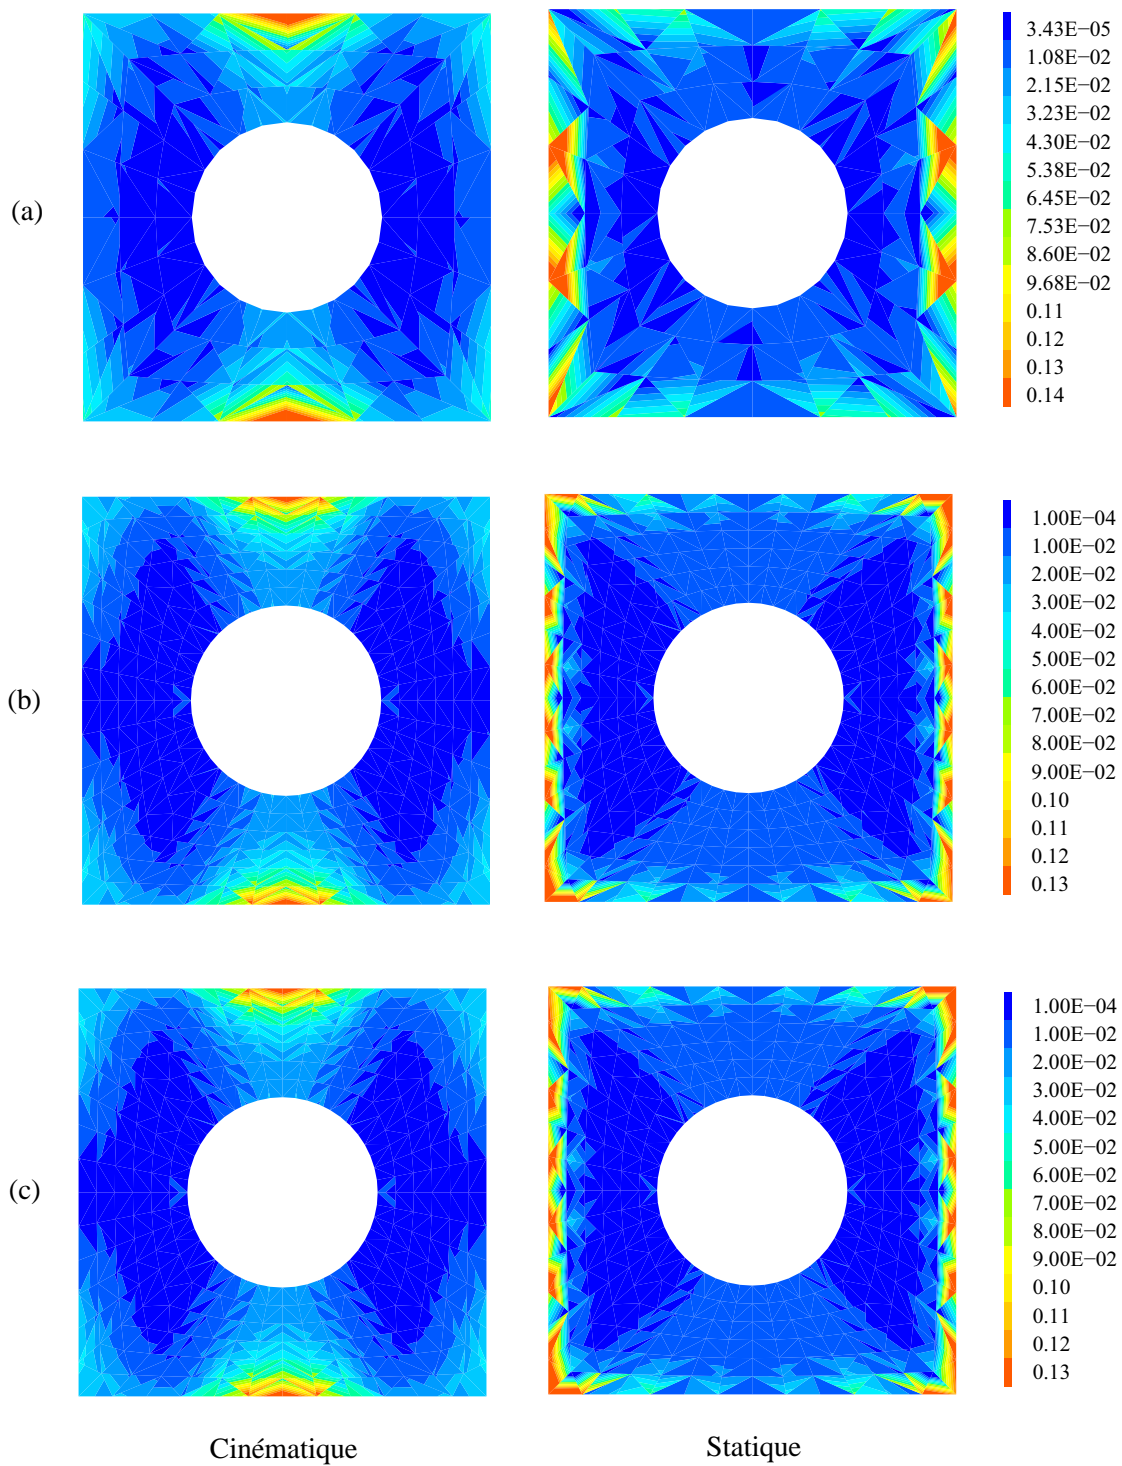 (a)
3.43E−05
1.08E−02
2.15E−02
3.23E−02
4.30E−02
5.38E−02
6.45E−02
7.53E−02
8.60E−02
9.68E−02
0.11
0.12
0.13
0.14
(b)
1.00E−04
1.00E−02
2.00E−02
3.00E−02
4.00E−02
5.00E−02
6.00E−02
7.00E−02
8.00E−02
9.00E−02
0.10
0.11
0.12
0.13
(c)
1.00E−04
1.00E−02
2.00E−02
3.00E−02
4.00E−02
5.00E−02
6.00E−02
7.00E−02
8.00E−02
9.00E−02
0.10
0.11
0.12
0.13
Cinématique
Statique